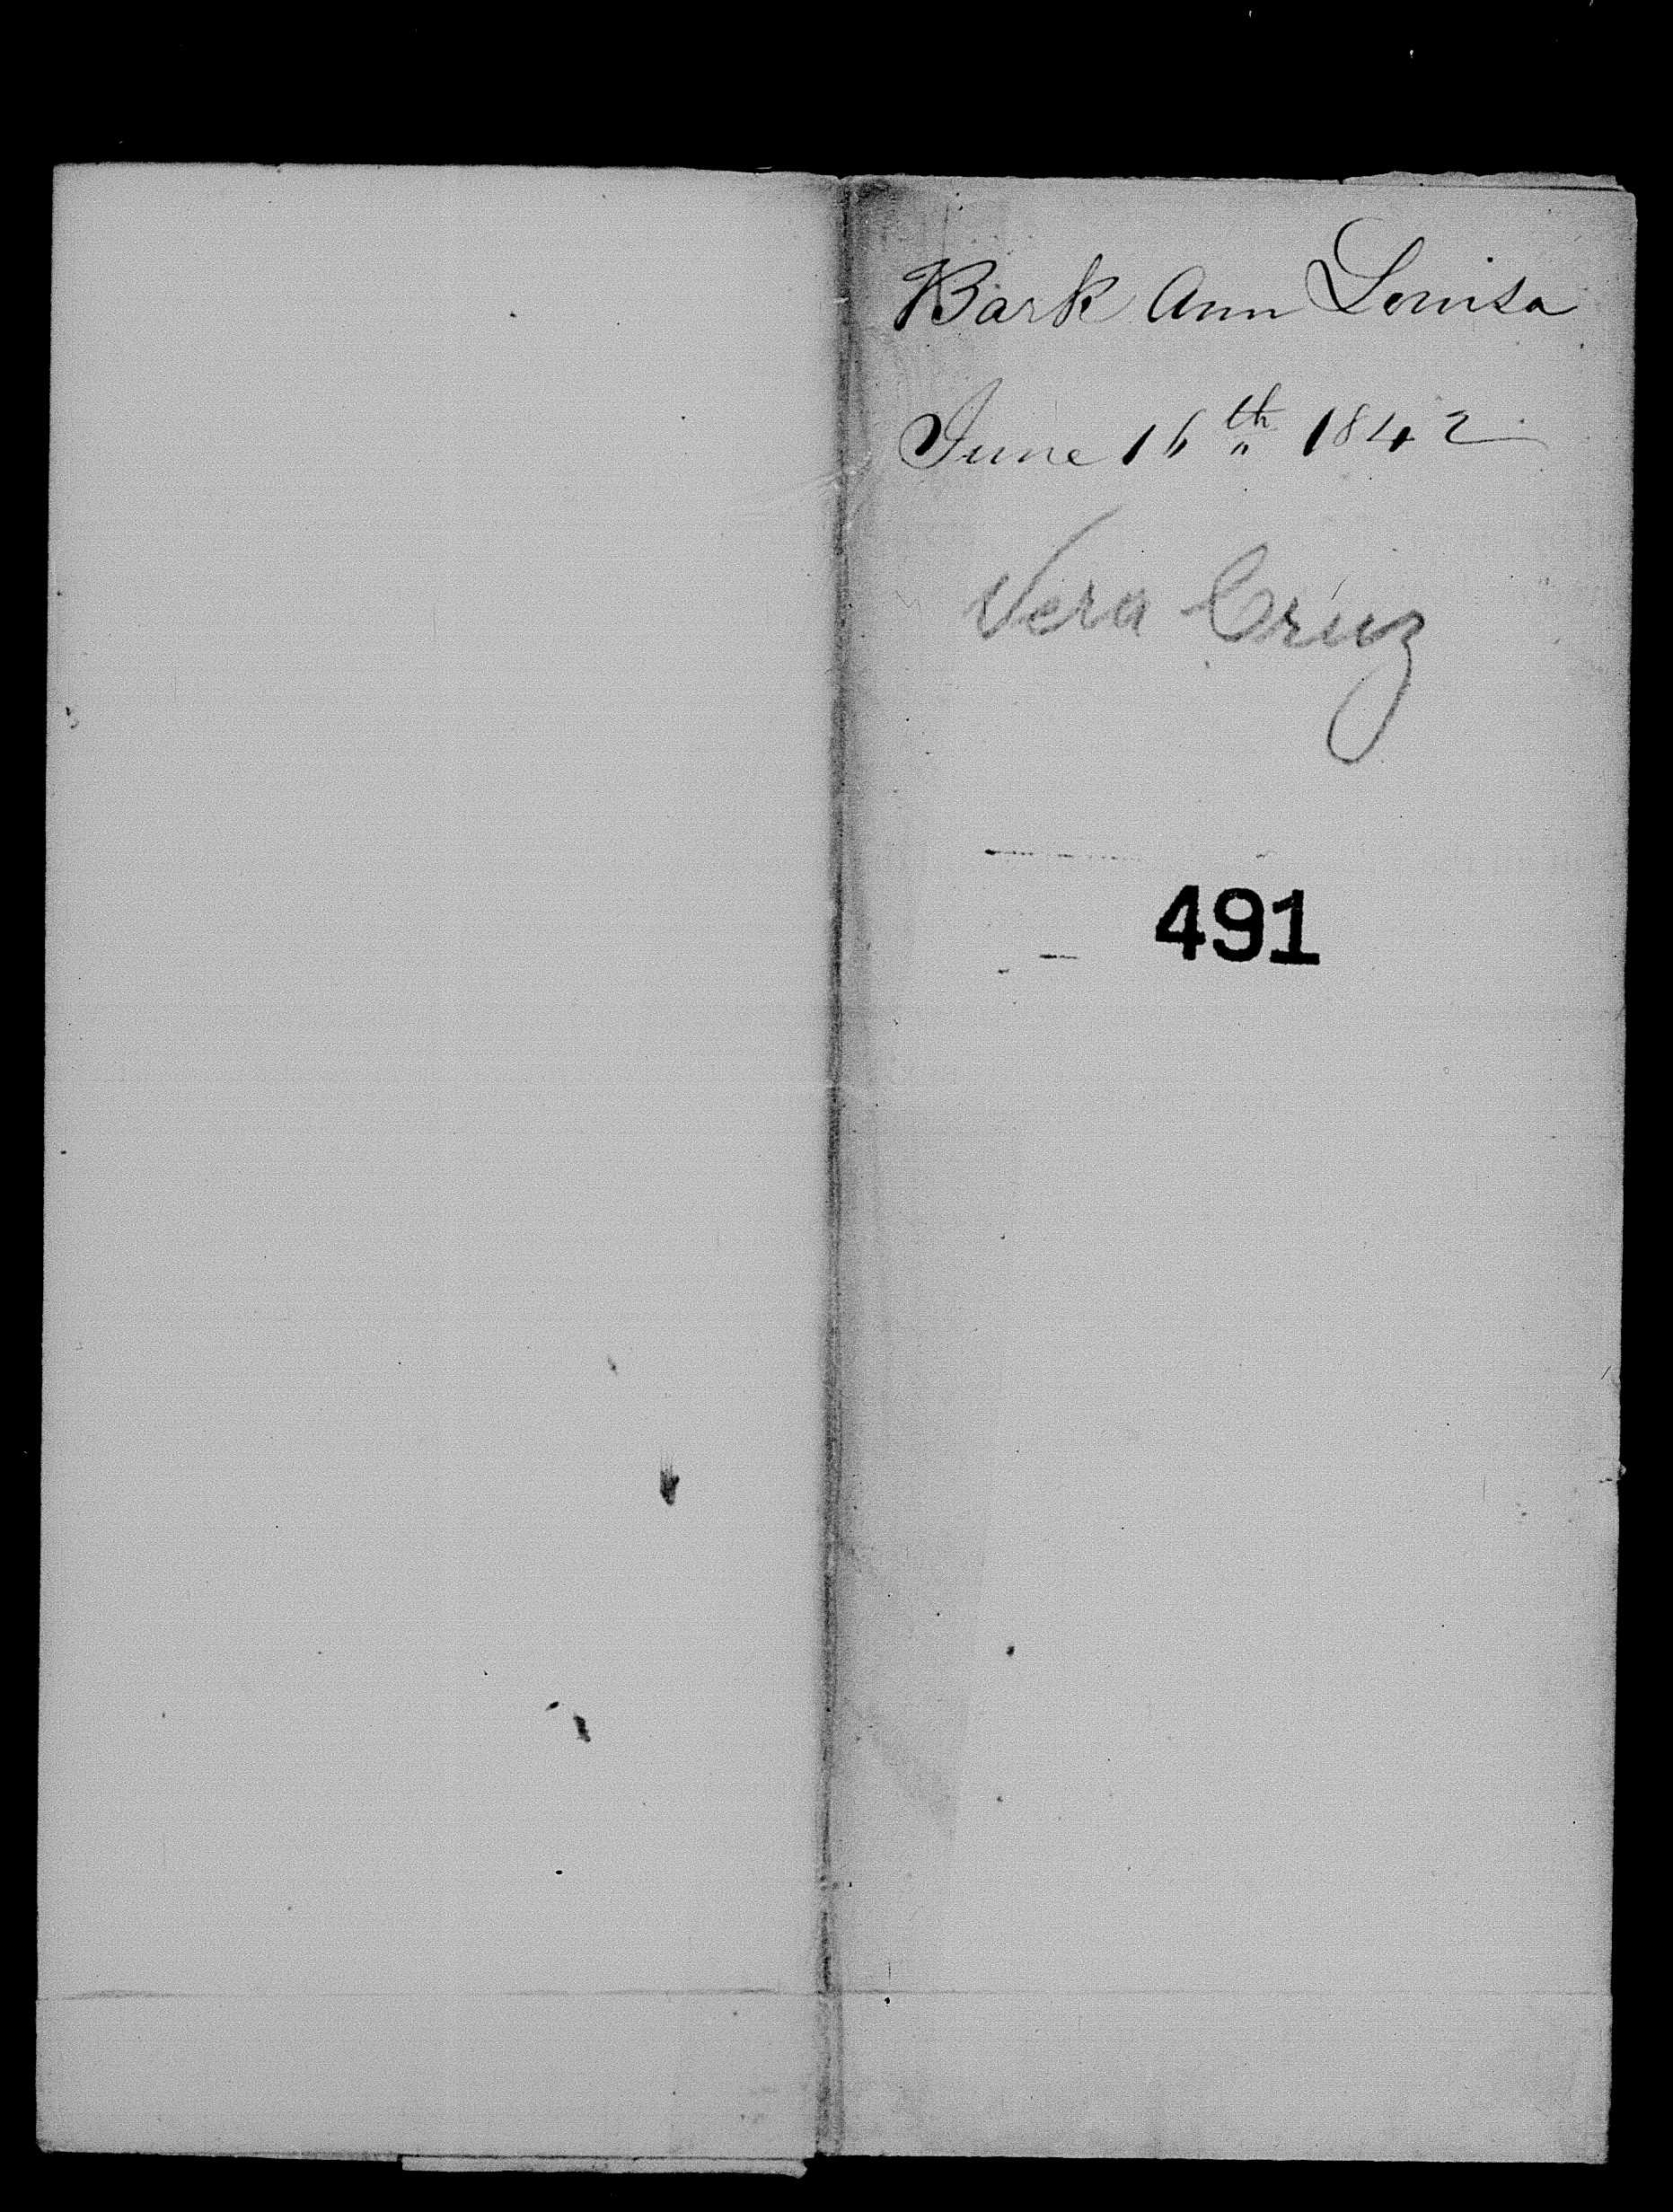 Bark Ann Louisa
June 16th 1842
Vera Cruz
491